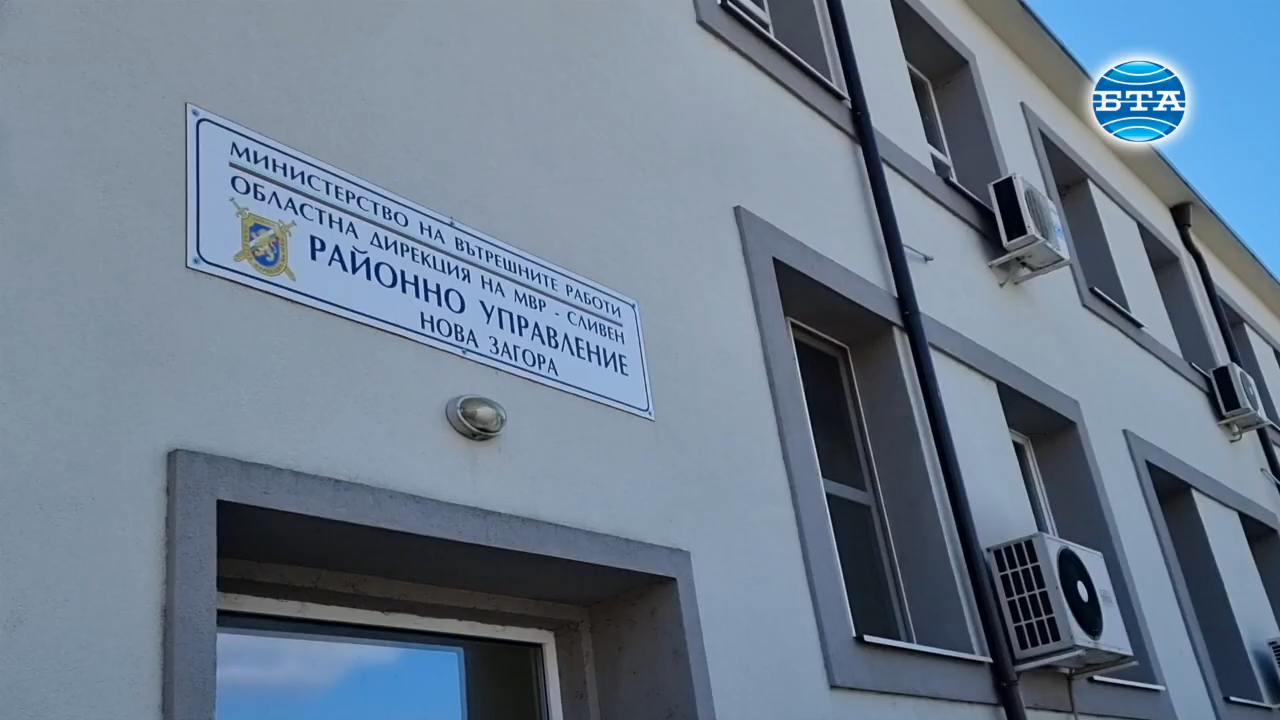 БТА
МИНИСТЕРСТВО НА ВЪТРЕШНИТЕ РАБОТИ
ОБЛАСТНА ДИРЕКЦИЯ НА МВР - СЛИВЕН
РАЙОННО УПРАВЛЕНИЕ
НОВА ЗАГОРА